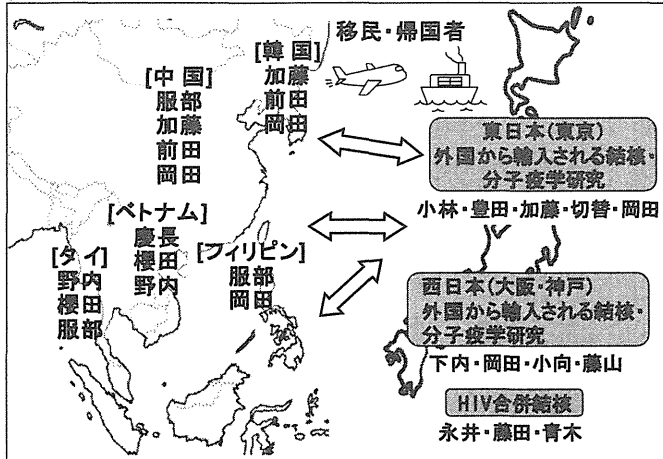 移民・帰国者
[韓国]
加藤
前田
岡田
[中国]
服部
加藤
前田
岡田
[ベトナム]
慶長
櫻田
野内
[タイ]
野内
櫻田
服部
[フィリピン]
服部
岡田
東日本(東京)
外国から輸入される結核・
分子疫学研究
小林・豊田・加藤・切替・岡田
西日本(大阪・神戸)
外国から輸入される結核・
分子疫学研究
下内・岡田・小向・藤山
HIV合併結核
永井・藤田・青木